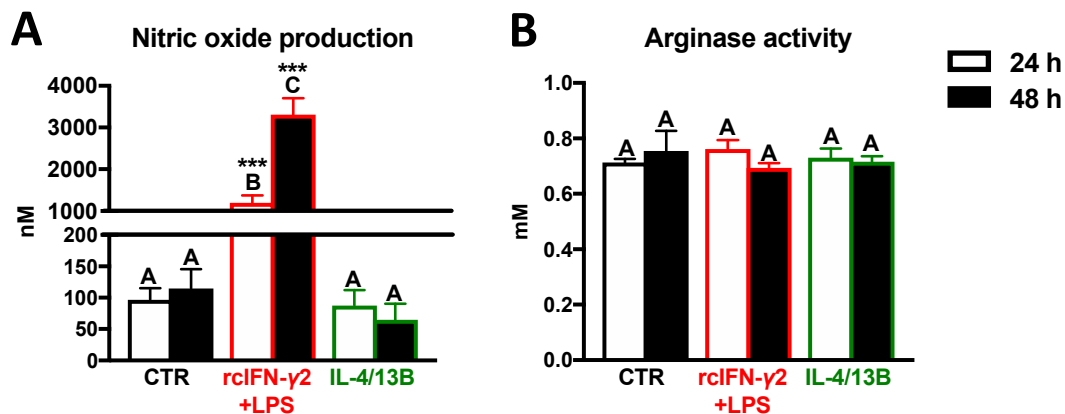 A
Nitric oxide production
nM
4000
3000
2000
1000
200
150
100
50
0
A
A
***
B
***
C
A
A
CTR
rcIFN-γ2
+LPS
IL-4/13B
B
Arginase activity
mM
1.0
0.8
0.6
0.4
0.2
0.0
A
A
A
A
A
A
CTR
rcIFN-γ2
+LPS
IL-4/13B
24 h
48 h